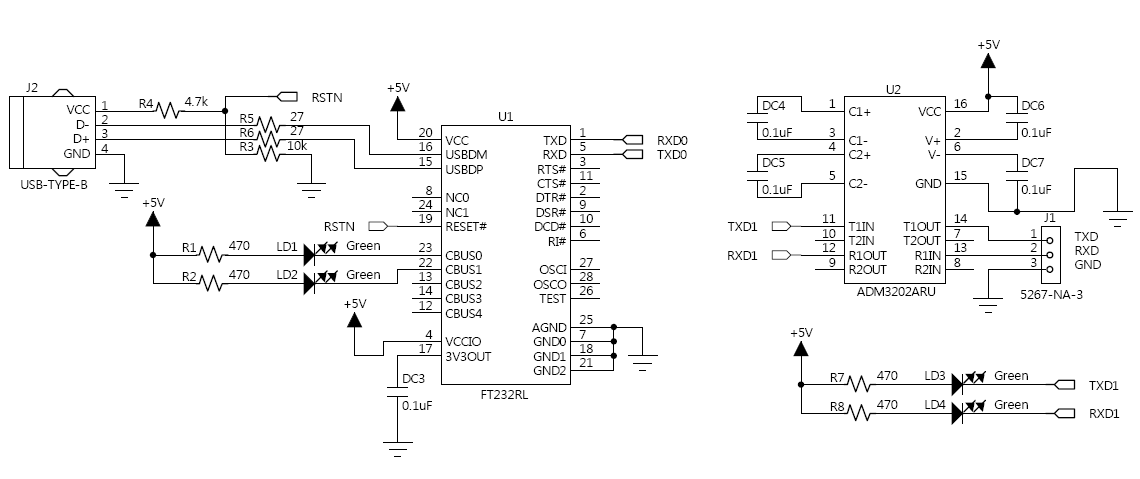 J2
VCC 1
D- 2
D+ 3
GND 4
USB-TYPE-B
R4 4.7k
RSTN
R5 27
R6 27
R3 10k
+5V
U1
20 VCC
16 USBDM
15 USBDP
8 NC0
24 NC1
RSTN 19 RESET#
23 CBUS0
22 CBUS1
13 CBUS2
14 CBUS3
12 CBUS4
4 VCCIO
17 3V3OUT
TXD 1 RXD0
RXD 5 TXD0
RTS# 3
CTS# 11
DTR# 2
DSR# 9
DCD# 10
RI# 6
OSCI 27
OSCO 28
TEST 26
AGND 25
GND0 7
GND1 18
GND2 21
FT232RL
+5V
R1 470 LD1 Green
R2 470 LD2 Green
+5V
DC3
0.1uF
+5V
U2
DC4
0.1uF
DC5
0.1uF
1 C1+
3 C1-
4 C2+
5 C2-
TXD1 11 T1IN
10 T2IN
RXD1 12 R1OUT
9 R2OUT
VCC 16
V+ 2
V- 6
GND 15
T1OUT 14
T2OUT 7
R1IN 13
R2IN 8
ADM3202ARU
DC6
0.1uF
DC7
0.1uF
J1
1 TXD
2 RXD
3 GND
5267-NA-3
+5V
R7 470 LD3 Green TXD1
R8 470 LD4 Green RXD1